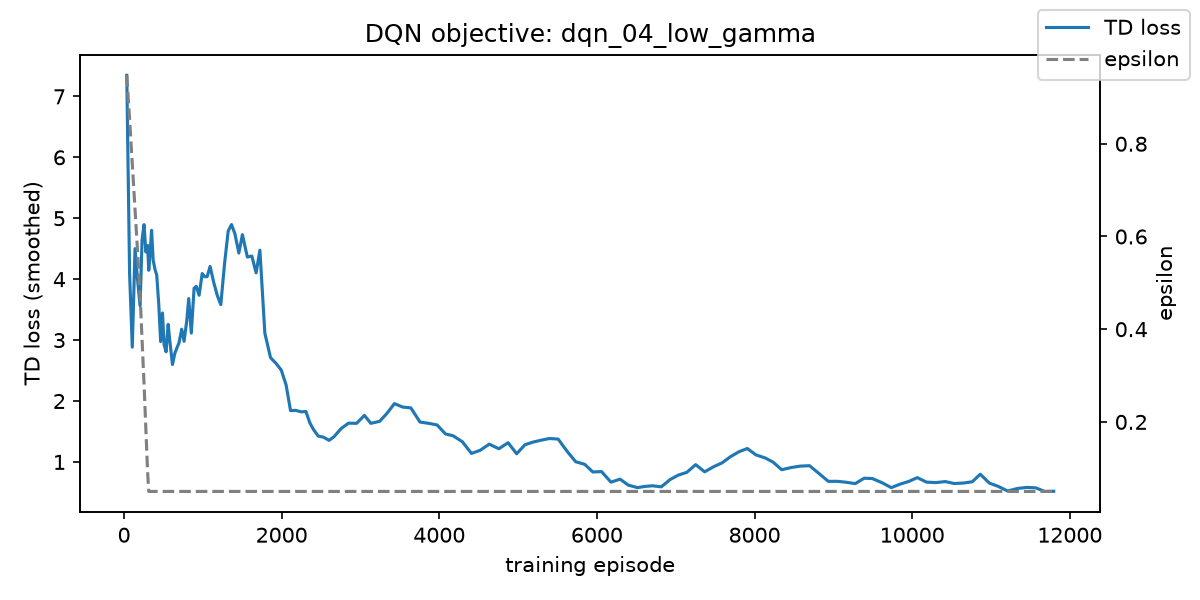 DQN objective: dqn_04_low_gamma
TD loss
epsilon
7
6
5
4
3
2
1
TD loss (smoothed)
0.8
0.6
0.4
0.2
epsilon
0 2000 4000 6000 8000 10000 12000
training episode